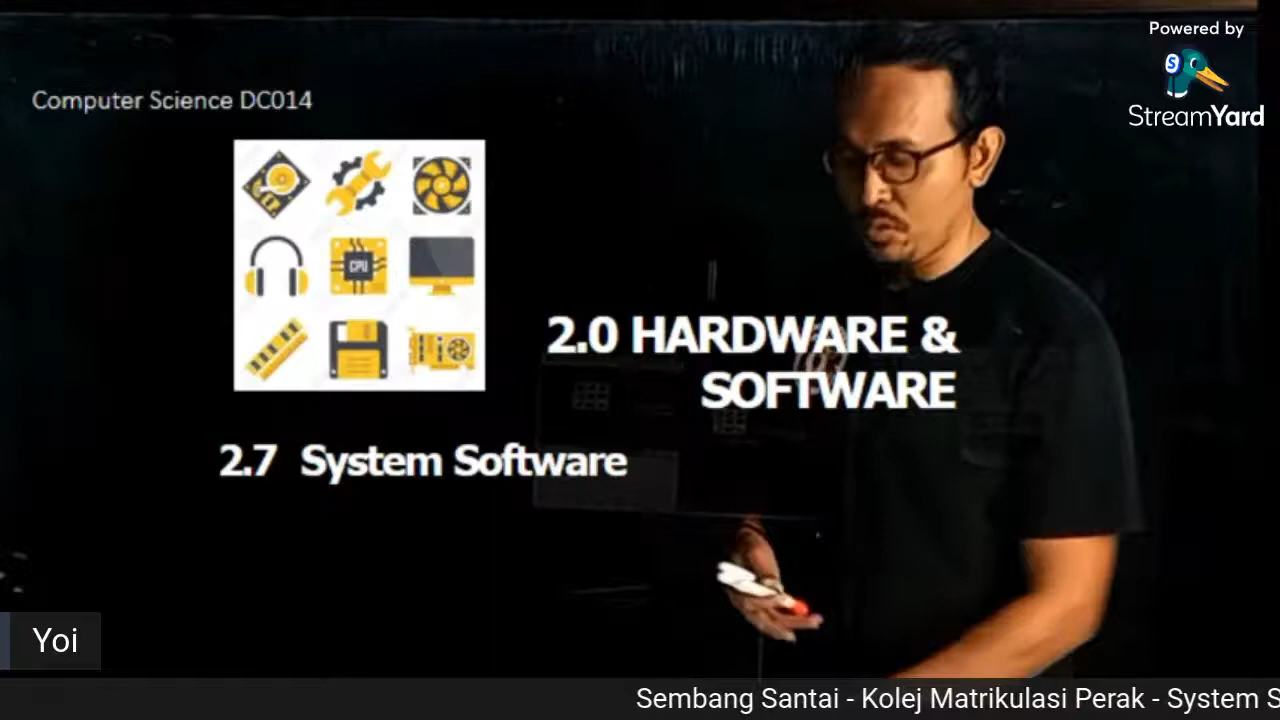 Powered by
StreamYard
Computer Science DC014
CPU
2.0 HARDWARE &
SOFTWARE
2.7 System Software
Yoi
Sembang Santai - Kolej Matrikulasi Perak - System S